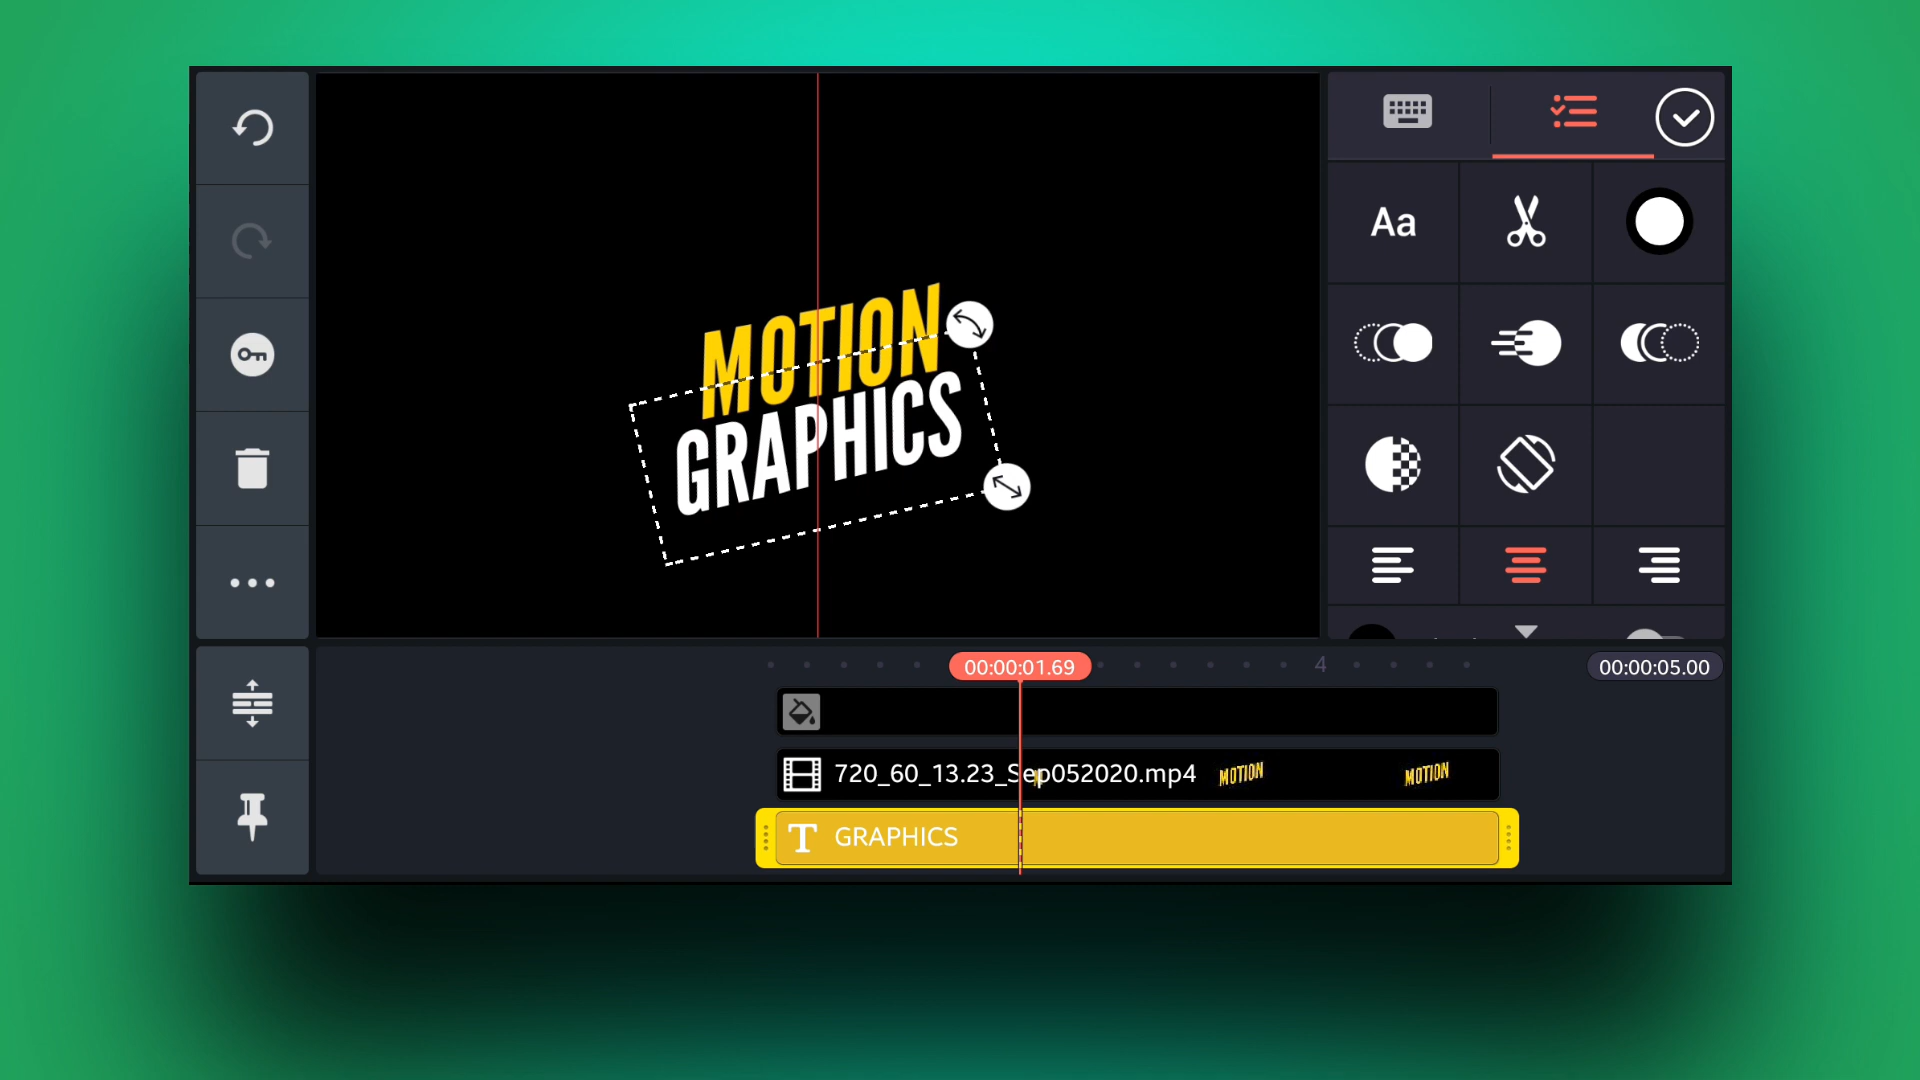 Aa
MOTION
GRAPHICS
00:00:01.69
4
00:00:05.00
720_60_13.23_Sep052020.mp4
MOTION
MOTION
T
GRAPHICS